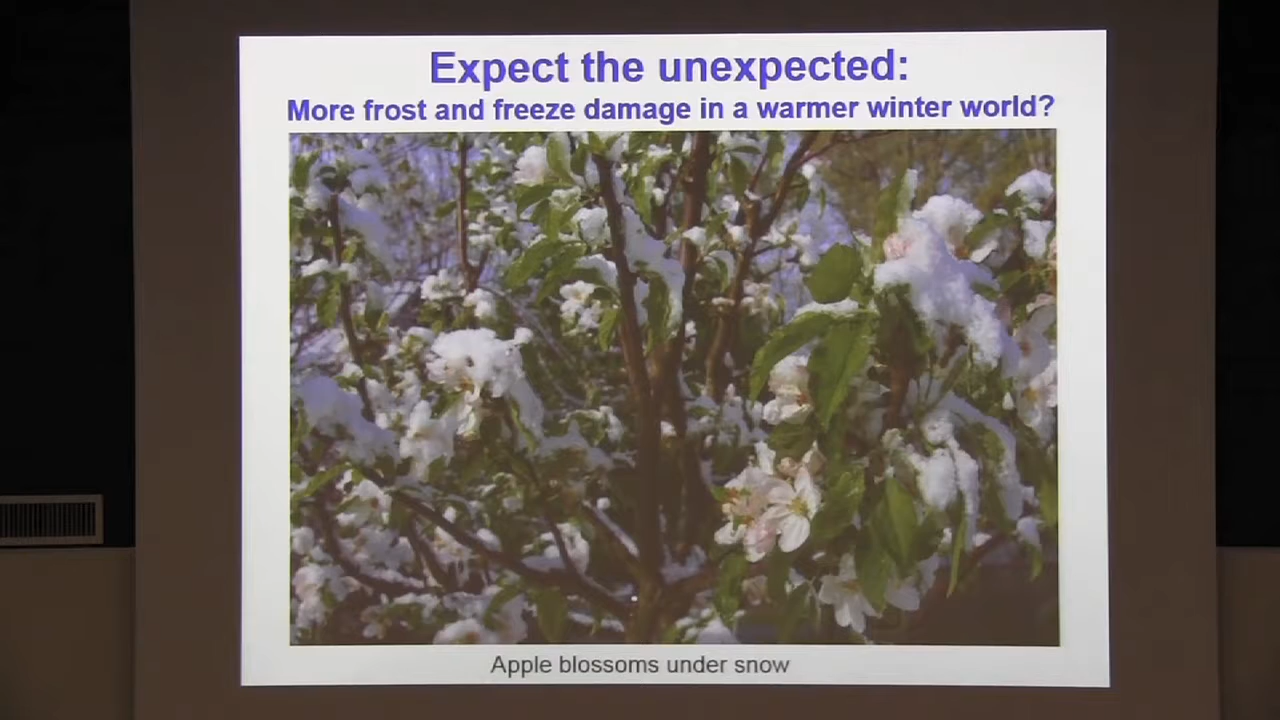 Expect the unexpected:
More frost and freeze damage in a warmer winter world?
Apple blossoms under snow